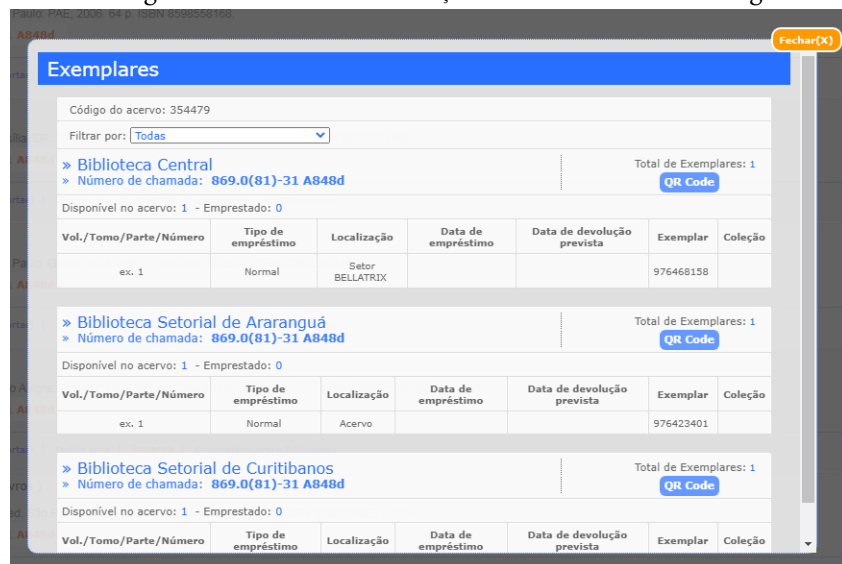 Paulo: PAE, 2006. 64 p. ISBN 8598558168.
A848d
Fechar(X)
Exemplares
Código do acervo: 354479
Filtrar por: Todas
» Biblioteca Central
Total de Exemplares: 1
» Número de chamada: 869.0(81)-31 A848d
QR Code
Disponível no acervo: 1 - Emprestado: 0
Vol./Tomo/Parte/Número Tipo de empréstimo Localização Data de empréstimo Data de devolução prevista Exemplar Coleção
ex. 1 Normal Setor BELLATRIX 976468158
» Biblioteca Setorial de Araranguá
Total de Exemplares: 1
» Número de chamada: 869.0(81)-31 A848d
QR Code
Disponível no acervo: 1 - Emprestado: 0
Vol./Tomo/Parte/Número Tipo de empréstimo Localização Data de empréstimo Data de devolução prevista Exemplar Coleção
ex. 1 Normal Acervo 976423401
» Biblioteca Setorial de Curitibanos
Total de Exemplares: 1
» Número de chamada: 869.0(81)-31 A848d
QR Code
Disponível no acervo: 1 - Emprestado: 0
Vol./Tomo/Parte/Número Tipo de empréstimo Localização Data de empréstimo Data de devolução prevista Exemplar Coleção